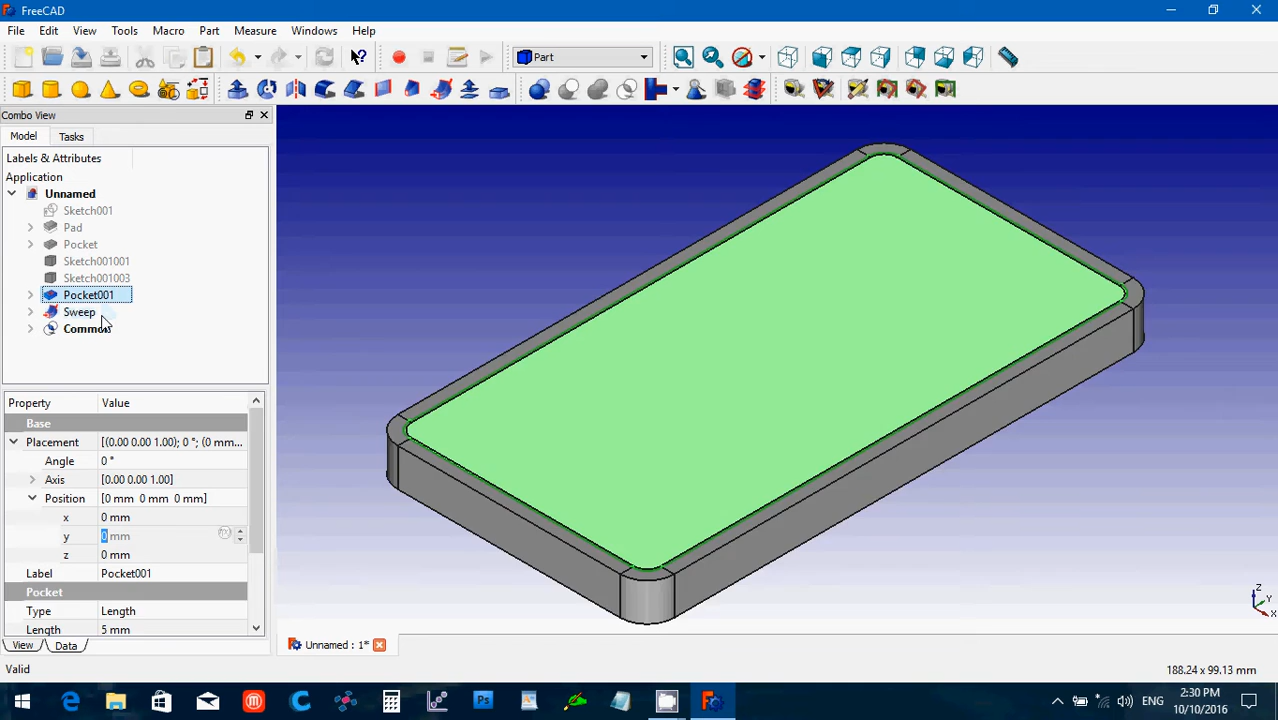 FreeCAD
File Edit View Tools Macro Part Measure Windows Help
Part
Combo View
Model Tasks
Labels & Attributes
Application
Unnamed
Sketch001
Pad
Pocket
Sketch001001
Sketch001003
Pocket001
Sweep
Common
Property Value
Base
Placement [(0.00 0.00 1.00); 0 °; (0 mm...
Angle 0 °
Axis [0.00 0.00 1.00]
Position [0 mm 0 mm 0 mm]
x 0 mm
y 0 mm
z 0 mm
Label Pocket001
Pocket
Type Length
Length 5 mm
View Data
Unnamed : 1*
Z
Y
X
Valid
188.24 x 99.13 mm
Ps
ENG
2:30 PM
10/10/2016